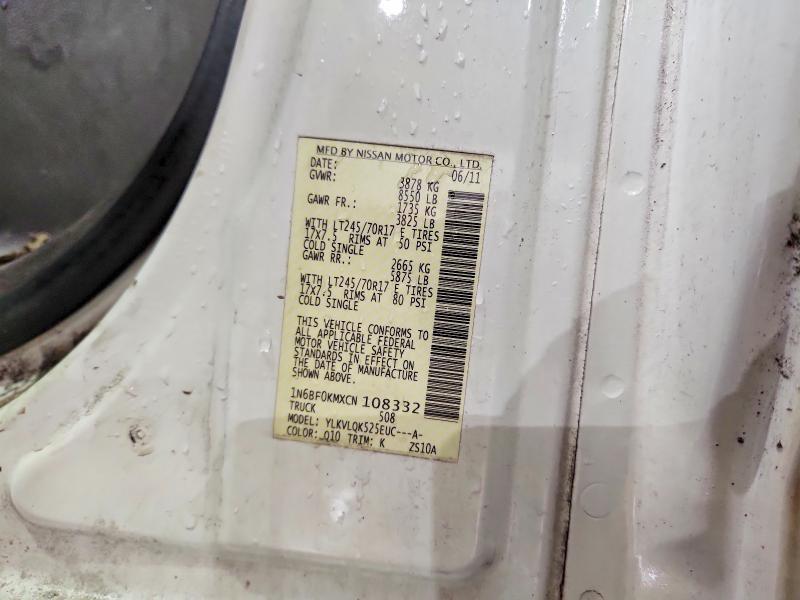 MFD BY NISSAN MOTOR CO., LTD.
DATE: 06/11
GVWR: 3878 KG
8550 LB
GAWR FR.: 1735 KG
3825 LB
WITH LT245/70R17 E TIRES
17X7.5 RIMS AT 50 PSI
COLD SINGLE
GAWR RR.: 2665 KG
5875 LB
WITH LT245/70R17 E TIRES
17X7.5 RIMS AT 80 PSI
COLD SINGLE
THIS VEHICLE CONFORMS TO
ALL APPLICABLE FEDERAL
MOTOR VEHICLE SAFETY
STANDARDS IN EFFECT ON
THE DATE OF MANUFACTURE
SHOWN ABOVE.
1N6BF0KMXCN 108332
TRUCK 508
MODEL: YLKVLQK525EUC---A-
COLOR: Q10 TRIM: K ZS10A